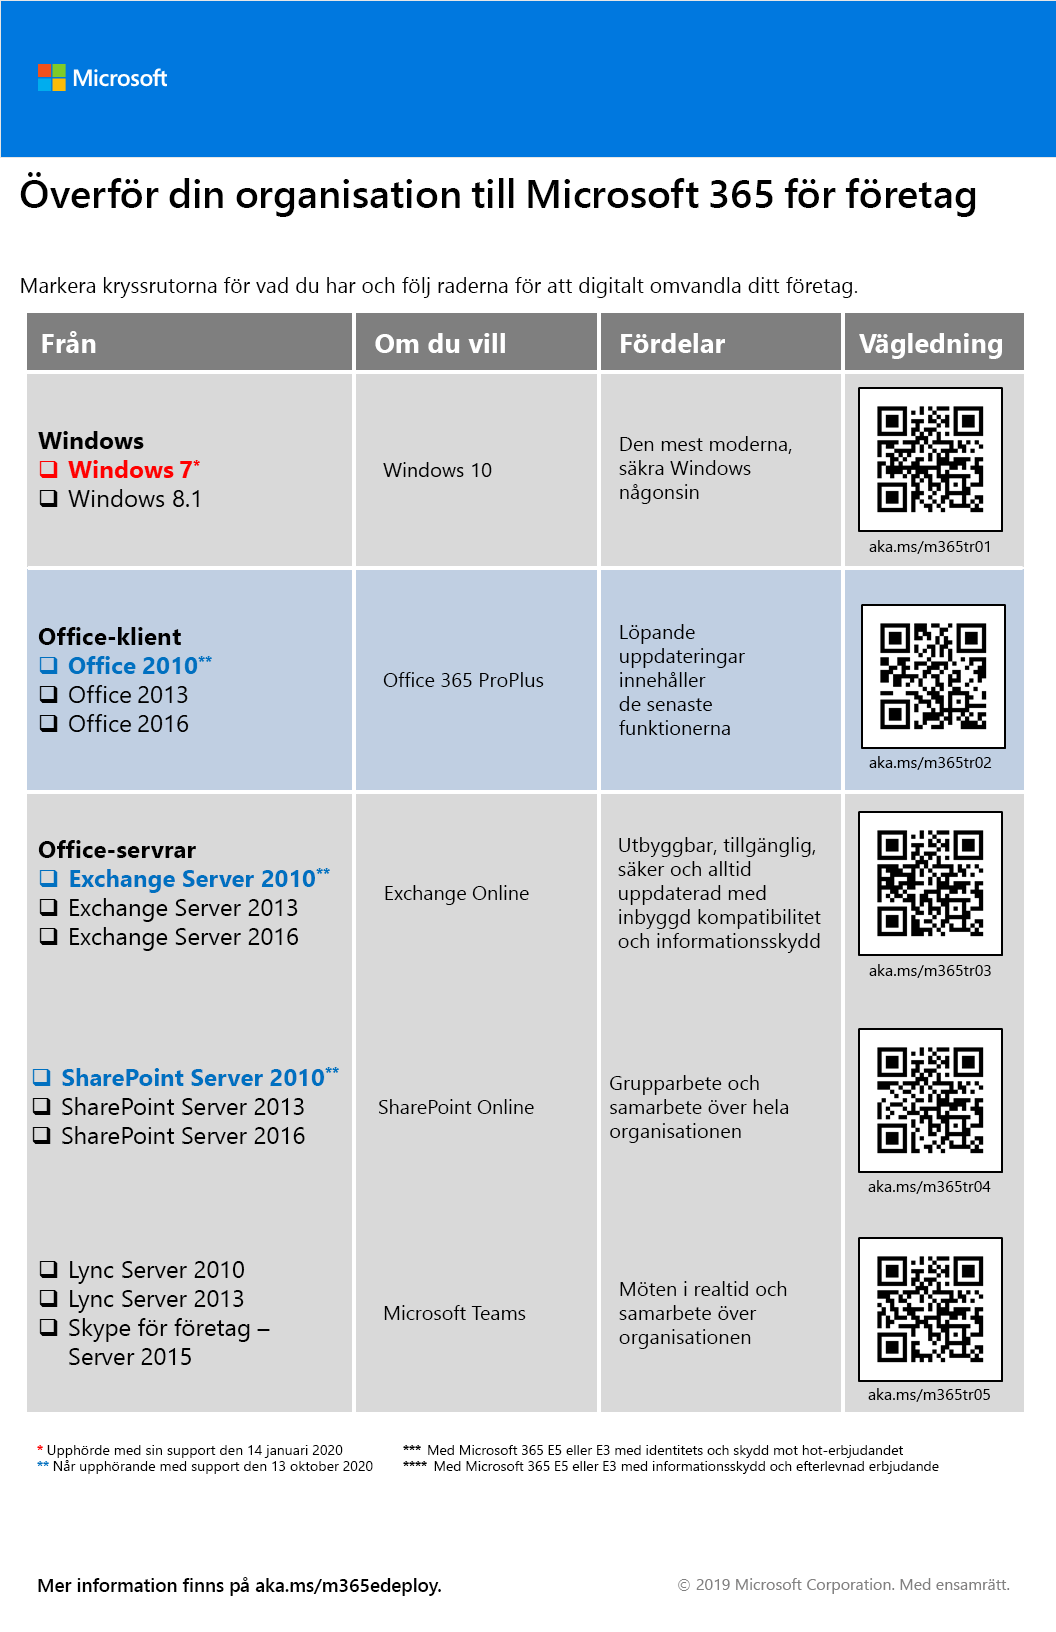 Microsoft
Överför din organisation till Microsoft 365 för företag
Markera kryssrutorna för vad du har och följ raderna för att digitalt omvandla ditt företag.
Från
Om du vill
Fördelar
Vägledning
Windows
Windows 7*
Windows 8.1
Windows 10
Den mest moderna,
säkra Windows
någonsin
aka.ms/m365tr01
Office-klient
Office 2010**
Office 2013
Office 2016
Office 365 ProPlus
Löpande
uppdateringar
innehåller
de senaste
funktionerna
aka.ms/m365tr02
Office-servrar
Exchange Server 2010**
Exchange Server 2013
Exchange Server 2016
Exchange Online
Utbyggbar, tillgänglig,
säker och alltid
uppdaterad med
inbyggd kompatibilitet
och informationsskydd
aka.ms/m365tr03
SharePoint Server 2010**
SharePoint Server 2013
SharePoint Server 2016
SharePoint Online
Grupparbete och
samarbete över hela
organisationen
aka.ms/m365tr04
Lync Server 2010
Lync Server 2013
Skype för företag –
Server 2015
Microsoft Teams
Möten i realtid och
samarbete över
organisationen
aka.ms/m365tr05
* Upphörde med sin support den 14 januari 2020
** Når upphörande med support den 13 oktober 2020
*** Med Microsoft 365 E5 eller E3 med identitets och skydd mot hot-erbjudandet
**** Med Microsoft 365 E5 eller E3 med informationsskydd och efterlevnad erbjudande
Mer information finns på aka.ms/m365edeploy.
© 2019 Microsoft Corporation. Med ensamrätt.